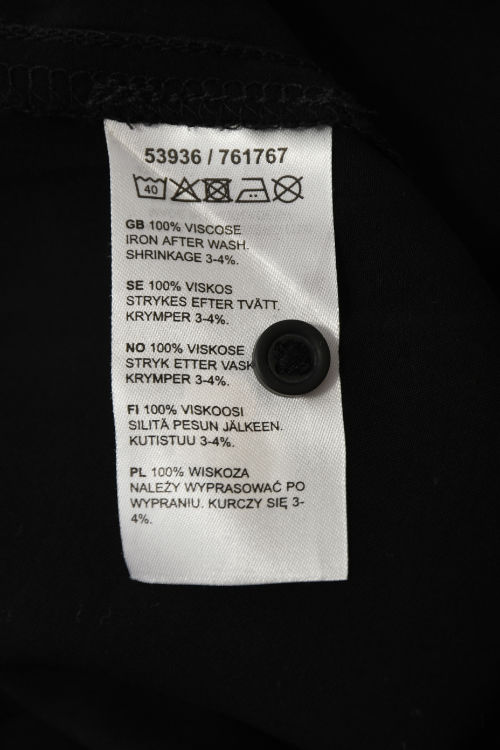 53936 / 761767
40
GB 100% VISCOSE
IRON AFTER WASH.
SHRINKAGE 3-4%.
SE 100% VISKOS
STRYKES EFTER TVÄTT.
KRYMPER 3-4%.
NO 100% VISKOSE
STRYK ETTER VASK
KRYMPER 3-4%.
FI 100% VISKOOSI
SILITÄ PESUN JÄLKEEN.
KUTISTUU 3-4%.
PL 100% WISKOZA
NALEŻY WYPRASOWAĆ PO
WYPRANIU. KURCZY SIĘ 3-
4%.